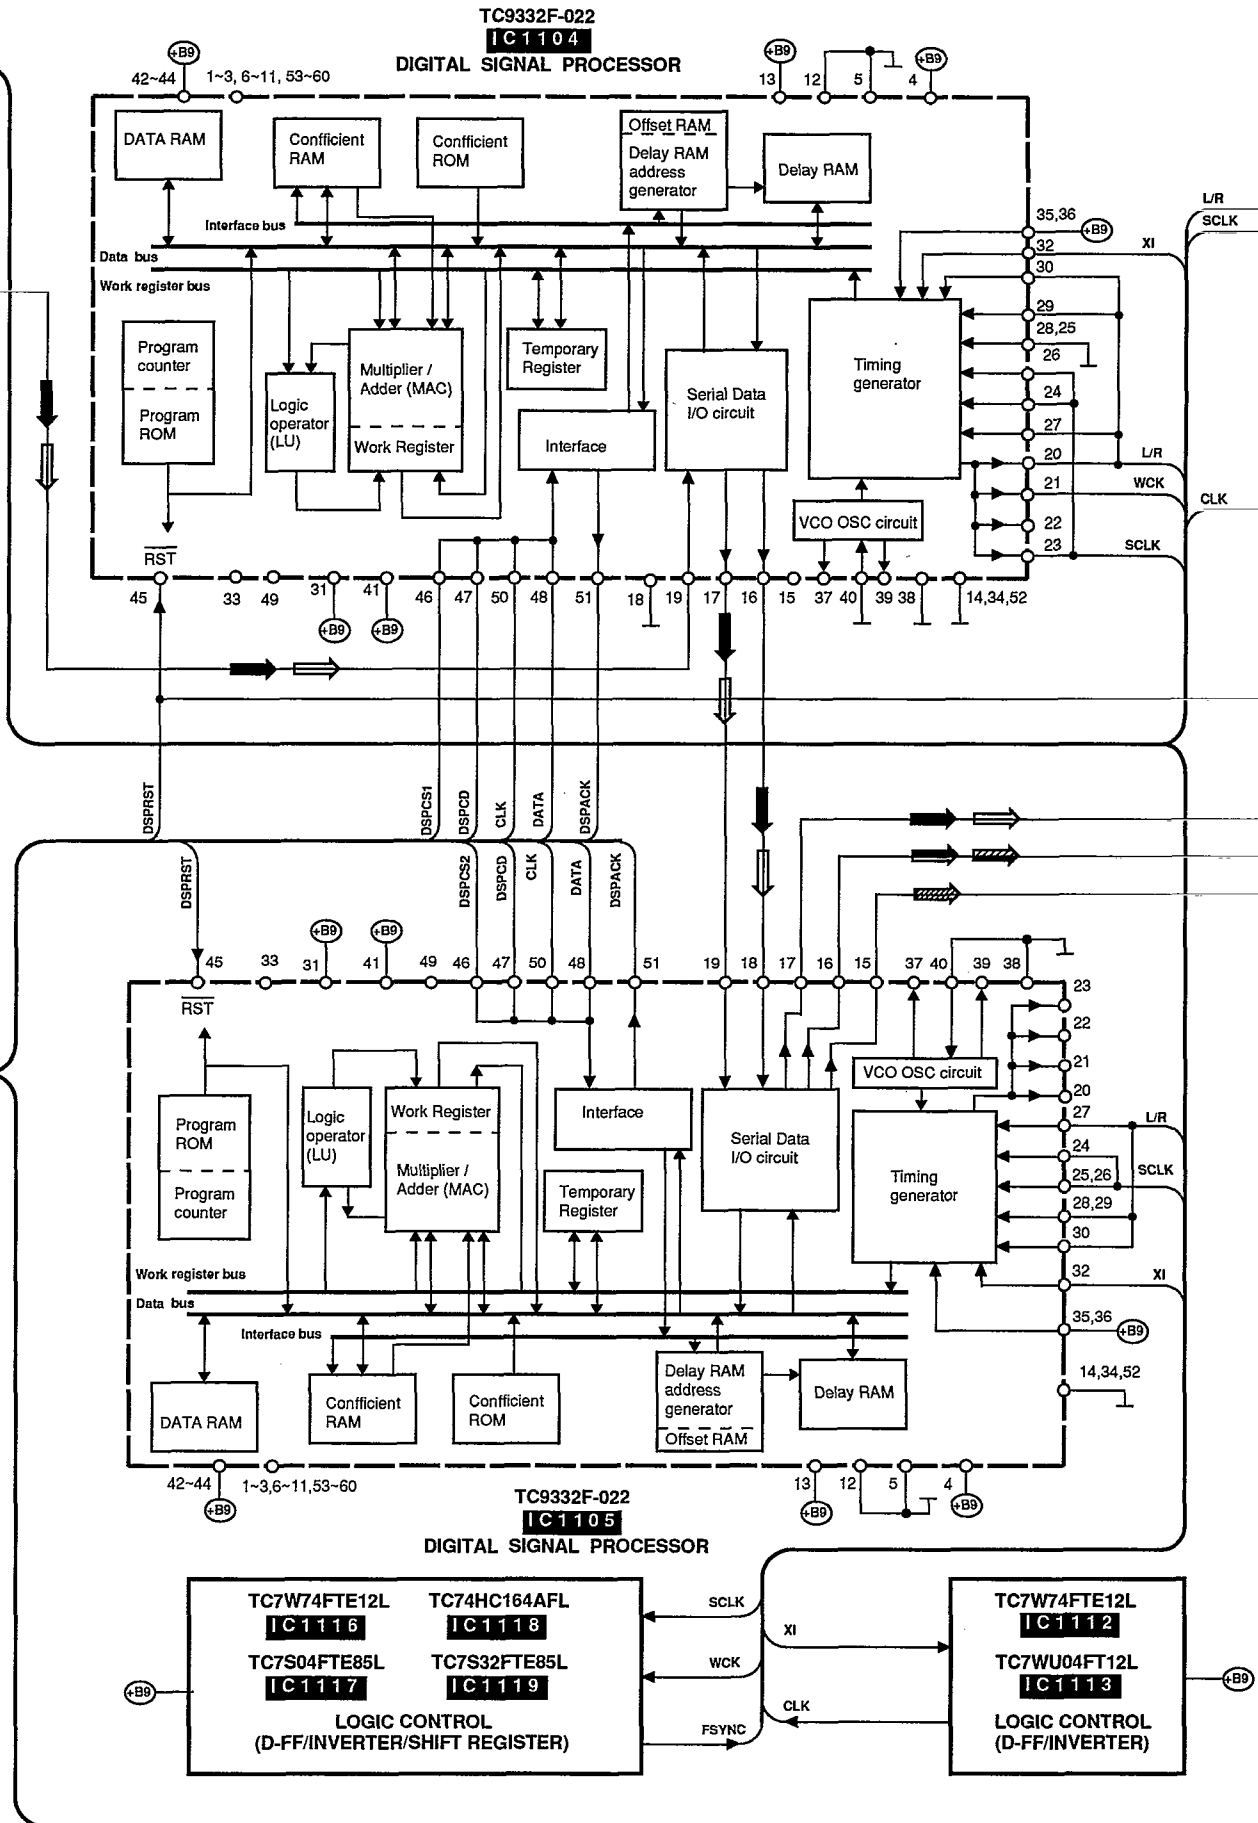 TC9332F-022
IC1104
DIGITAL SIGNAL PROCESSOR
+B9
+B9
+B9
42~44
1~3, 6~11, 53~60
13
12
5
4
DATA RAM
Confficient
RAM
Confficient
ROM
Offset RAM
Delay RAM
address
generator
Delay RAM
Interface bus
Data bus
Work register bus
L/R
SCLK
35,36
+B9
32
XI
30
29
28,25
26
24
27
20
L/R
21
WCK
22
23
SCLK
CLK
Program
counter
Program
ROM
Logic
operator
(LU)
Multiplier /
Adder (MAC)
Work Register
Temporary
Register
Interface
Serial Data
I/O circuit
Timing
generator
VCO OSC circuit
RST
45
33
49
31
41
46
47
50
48
51
18
19
17
16
15
37
40
39
38
14,34,52
+B9
+B9
DSPRST
DSPCS1
DSPCD
CLK
DATA
DSPACK
DSPRST
DSPCS2
DSPCD
CLK
DATA
DSPACK
+B9
+B9
45
33
31
41
49
46
47
50
48
51
19
18
17
16
15
37
40
39
38
RST
23
22
21
20
27
L/R
24
25,26
SCLK
28,29
30
32
XI
35,36
+B9
14,34,52
VCO OSC circuit
Program
ROM
Program
counter
Logic
operator
(LU)
Work Register
Multiplier /
Adder (MAC)
Interface
Temporary
Register
Serial Data
I/O circuit
Timing
generator
Work register bus
Data bus
Interface bus
DATA RAM
Confficient
RAM
Confficient
ROM
Delay RAM
address
generator
Offset RAM
Delay RAM
42~44
1~3,6~11,53~60
13
12
5
4
+B9
+B9
+B9
TC9332F-022
IC1105
DIGITAL SIGNAL PROCESSOR
TC7W74FTE12L
IC1116
TC74HC164AFL
IC1118
TC7S04FTE85L
IC1117
TC7S32FTE85L
IC1119
LOGIC CONTROL
(D-FF/INVERTER/SHIFT REGISTER)
+B9
SCLK
XI
WCK
CLK
FSYNC
TC7W74FTE12L
IC1112
TC7WU04FT12L
IC1113
LOGIC CONTROL
(D-FF/INVERTER)
+B9